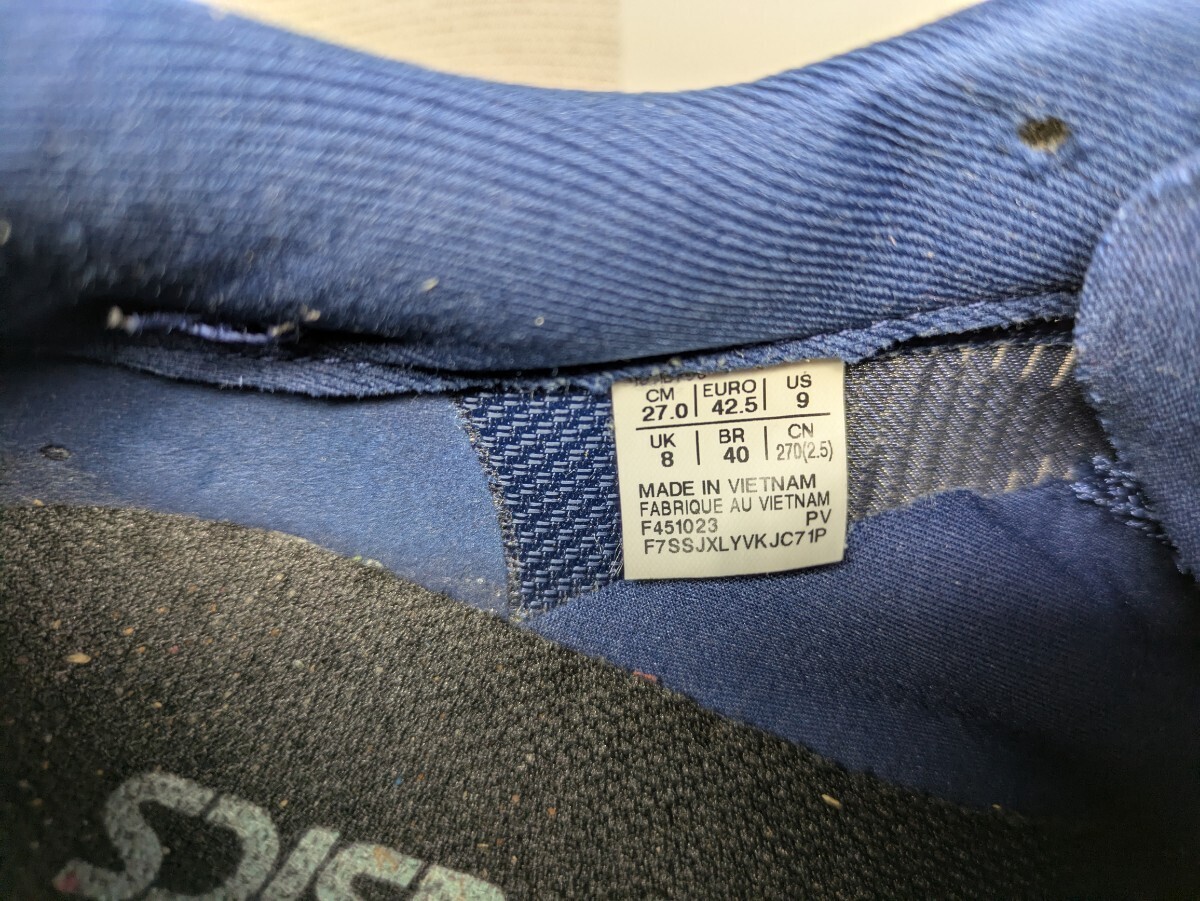 CM 27.0 | EURO 42.5 | US 9
UK 8 | BR 40 | CN 270(2.5)
MADE IN VIETNAM
FABRIQUE AU VIETNAM
F451023 PV
F7SSJXLYVKJC71P
asics